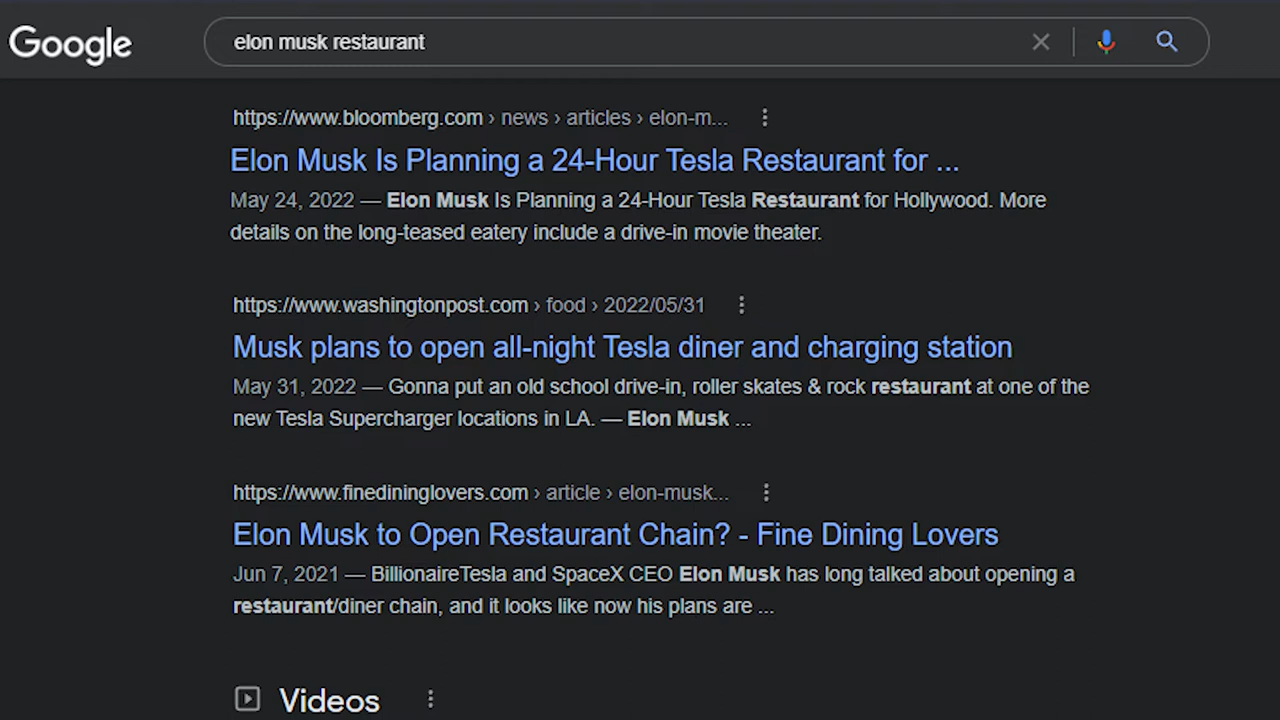 Google
elon musk restaurant
https://www.bloomberg.com › news › articles › elon-m...
Elon Musk Is Planning a 24-Hour Tesla Restaurant for ...
May 24, 2022 — Elon Musk Is Planning a 24-Hour Tesla Restaurant for Hollywood. More
details on the long-teased eatery include a drive-in movie theater.
https://www.washingtonpost.com › food › 2022/05/31
Musk plans to open all-night Tesla diner and charging station
May 31, 2022 — Gonna put an old school drive-in, roller skates & rock restaurant at one of the
new Tesla Supercharger locations in LA. — Elon Musk ...
https://www.finedininglovers.com › article › elon-musk...
Elon Musk to Open Restaurant Chain? - Fine Dining Lovers
Jun 7, 2021 — BillionaireTesla and SpaceX CEO Elon Musk has long talked about opening a
restaurant/diner chain, and it looks like now his plans are ...
Videos